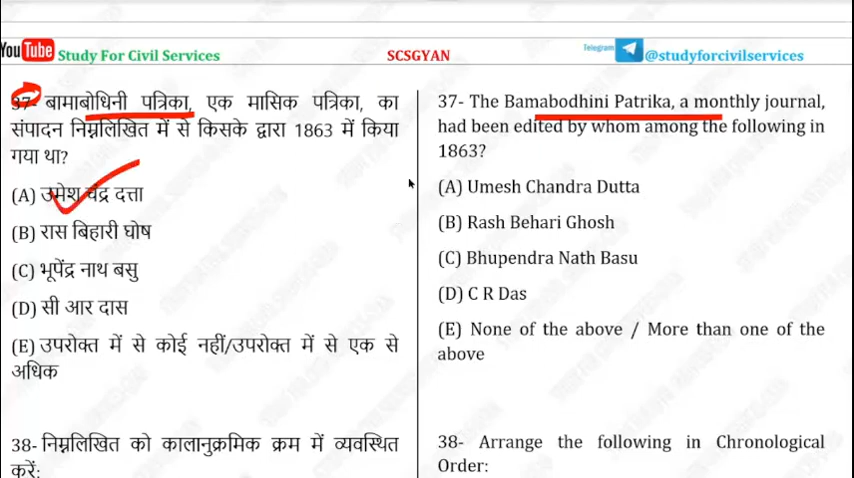 YouTube Study For Civil Services
SCSGYAN
Telegram @studyforcivilservices
37- बामाबोधिनी पत्रिका, एक मासिक पत्रिका, का
संपादन निम्नलिखित में से किसके द्वारा 1863 में किया
गया था?
(A) उमेश चंद्र दत्ता
(B) रास बिहारी घोष
(C) भूपेंद्र नाथ बसु
(D) सी आर दास
(E) उपरोक्त में से कोई नहीं/उपरोक्त में से एक से
अधिक
38- निम्नलिखित को कालानुक्रमिक क्रम में व्यवस्थित
करें:
37- The Bamabodhini Patrika, a monthly journal,
had been edited by whom among the following in
1863?
(A) Umesh Chandra Dutta
(B) Rash Behari Ghosh
(C) Bhupendra Nath Basu
(D) C R Das
(E) None of the above / More than one of the
above
38- Arrange the following in Chronological
Order: